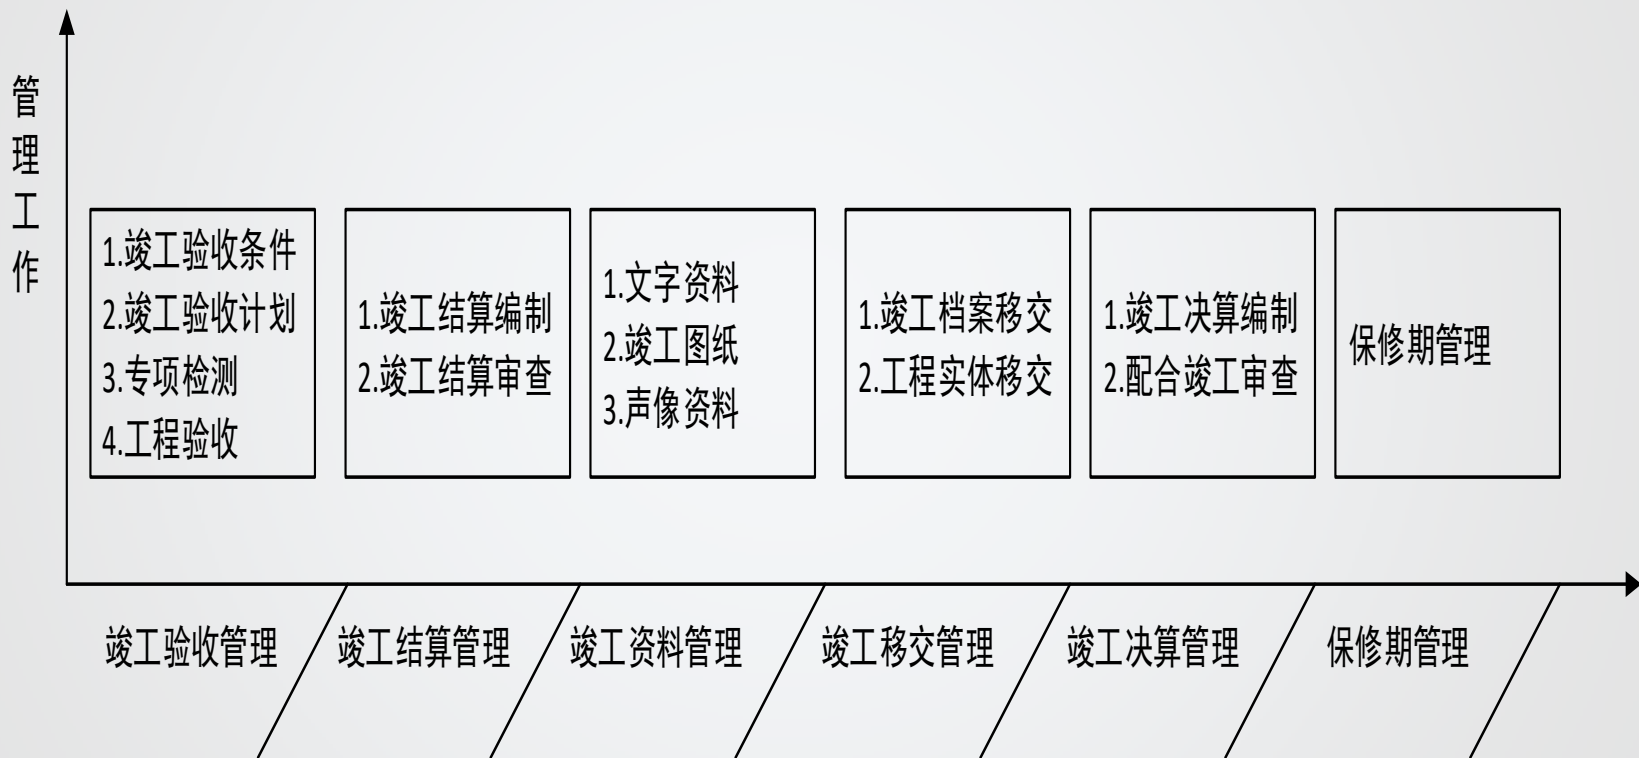 管理工作
1.竣工验收条件
2.竣工验收计划
3.专项检测
4.工程验收
1.竣工结算编制
2.竣工结算审查
1.文字资料
2.竣工图纸
3.声像资料
1.竣工档案移交
2.工程实体移交
1.竣工决算编制
2.配合竣工审查
保修期管理
竣工验收管理
竣工结算管理
竣工资料管理
竣工移交管理
竣工决算管理
保修期管理